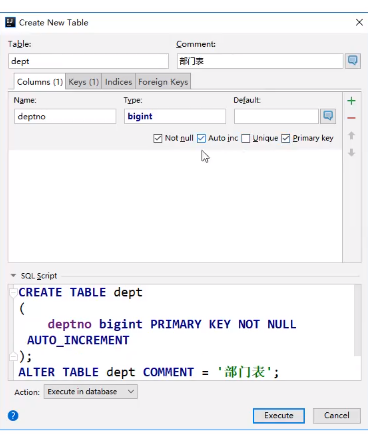 Create New Table
Table: Comment:
dept 部门表
Columns (1) Keys (1) Indices Foreign Keys
Name: Type: Default:
deptno bigint
Not null Auto inc Unique Primary key
SQL Script
CREATE TABLE dept
(
deptno bigint PRIMARY KEY NOT NULL
AUTO_INCREMENT
);
ALTER TABLE dept COMMENT = '部门表';
Action: Execute in database
? Execute Cancel